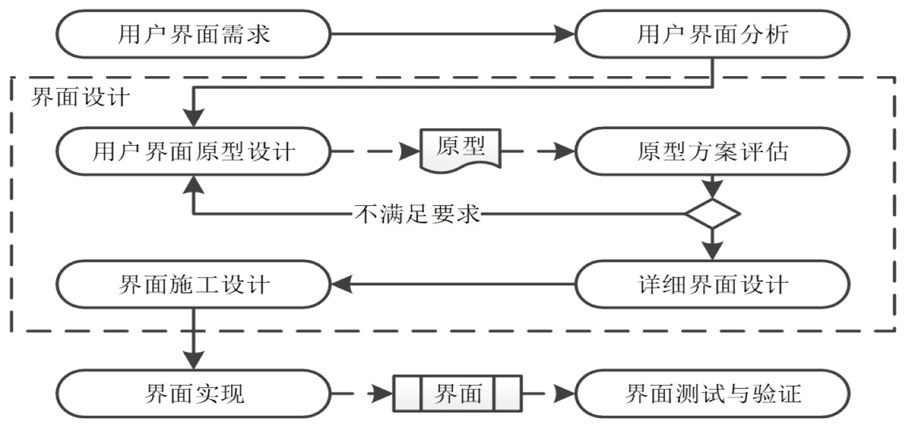 用户界面需求
用户界面分析
界面设计
用户界面原型设计
原型
原型方案评估
不满足要求
界面施工设计
详细界面设计
界面实现
界面
界面测试与验证